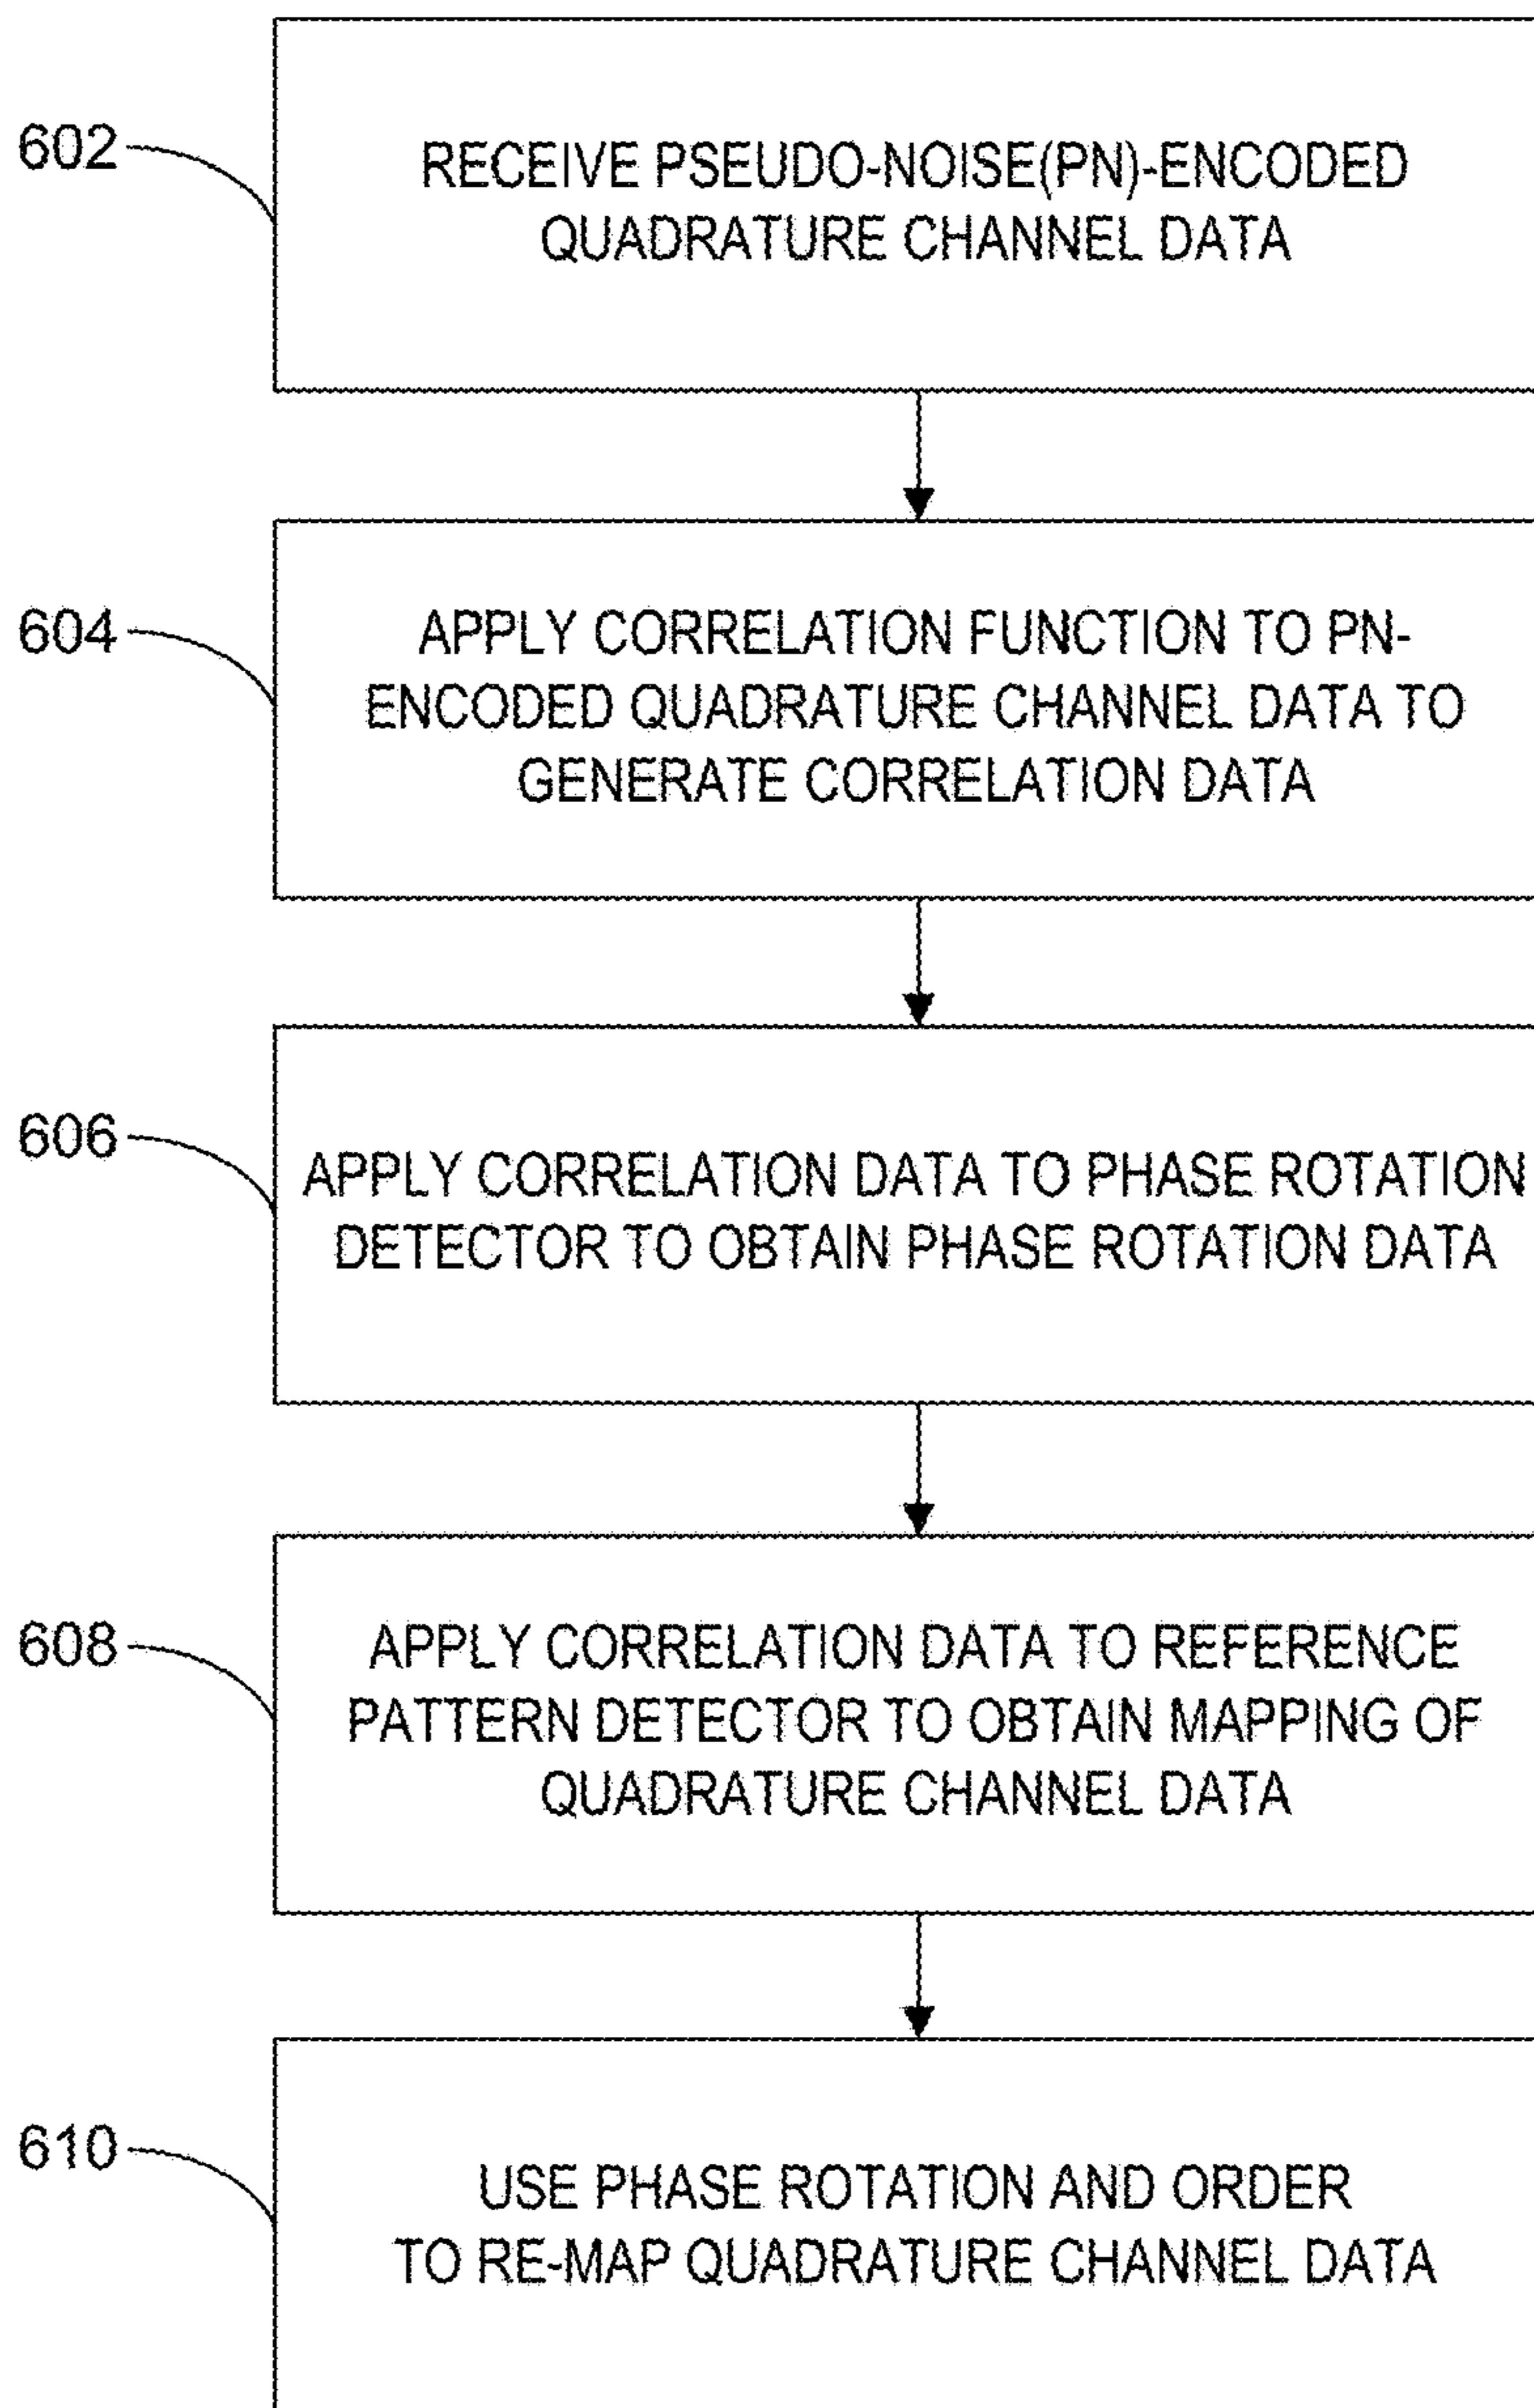 602
RECEIVE PSEUDO-NOISE(PN)-ENCODED
QUADRATURE CHANNEL DATA
604
APPLY CORRELATION FUNCTION TO PN-
ENCODED QUADRATURE CHANNEL DATA TO
GENERATE CORRELATION DATA
606
APPLY CORRELATION DATA TO PHASE ROTATION
DETECTOR TO OBTAIN PHASE ROTATION DATA
608
APPLY CORRELATION DATA TO REFERENCE
PATTERN DETECTOR TO OBTAIN MAPPING OF
QUADRATURE CHANNEL DATA
610
USE PHASE ROTATION AND ORDER
TO RE-MAP QUADRATURE CHANNEL DATA